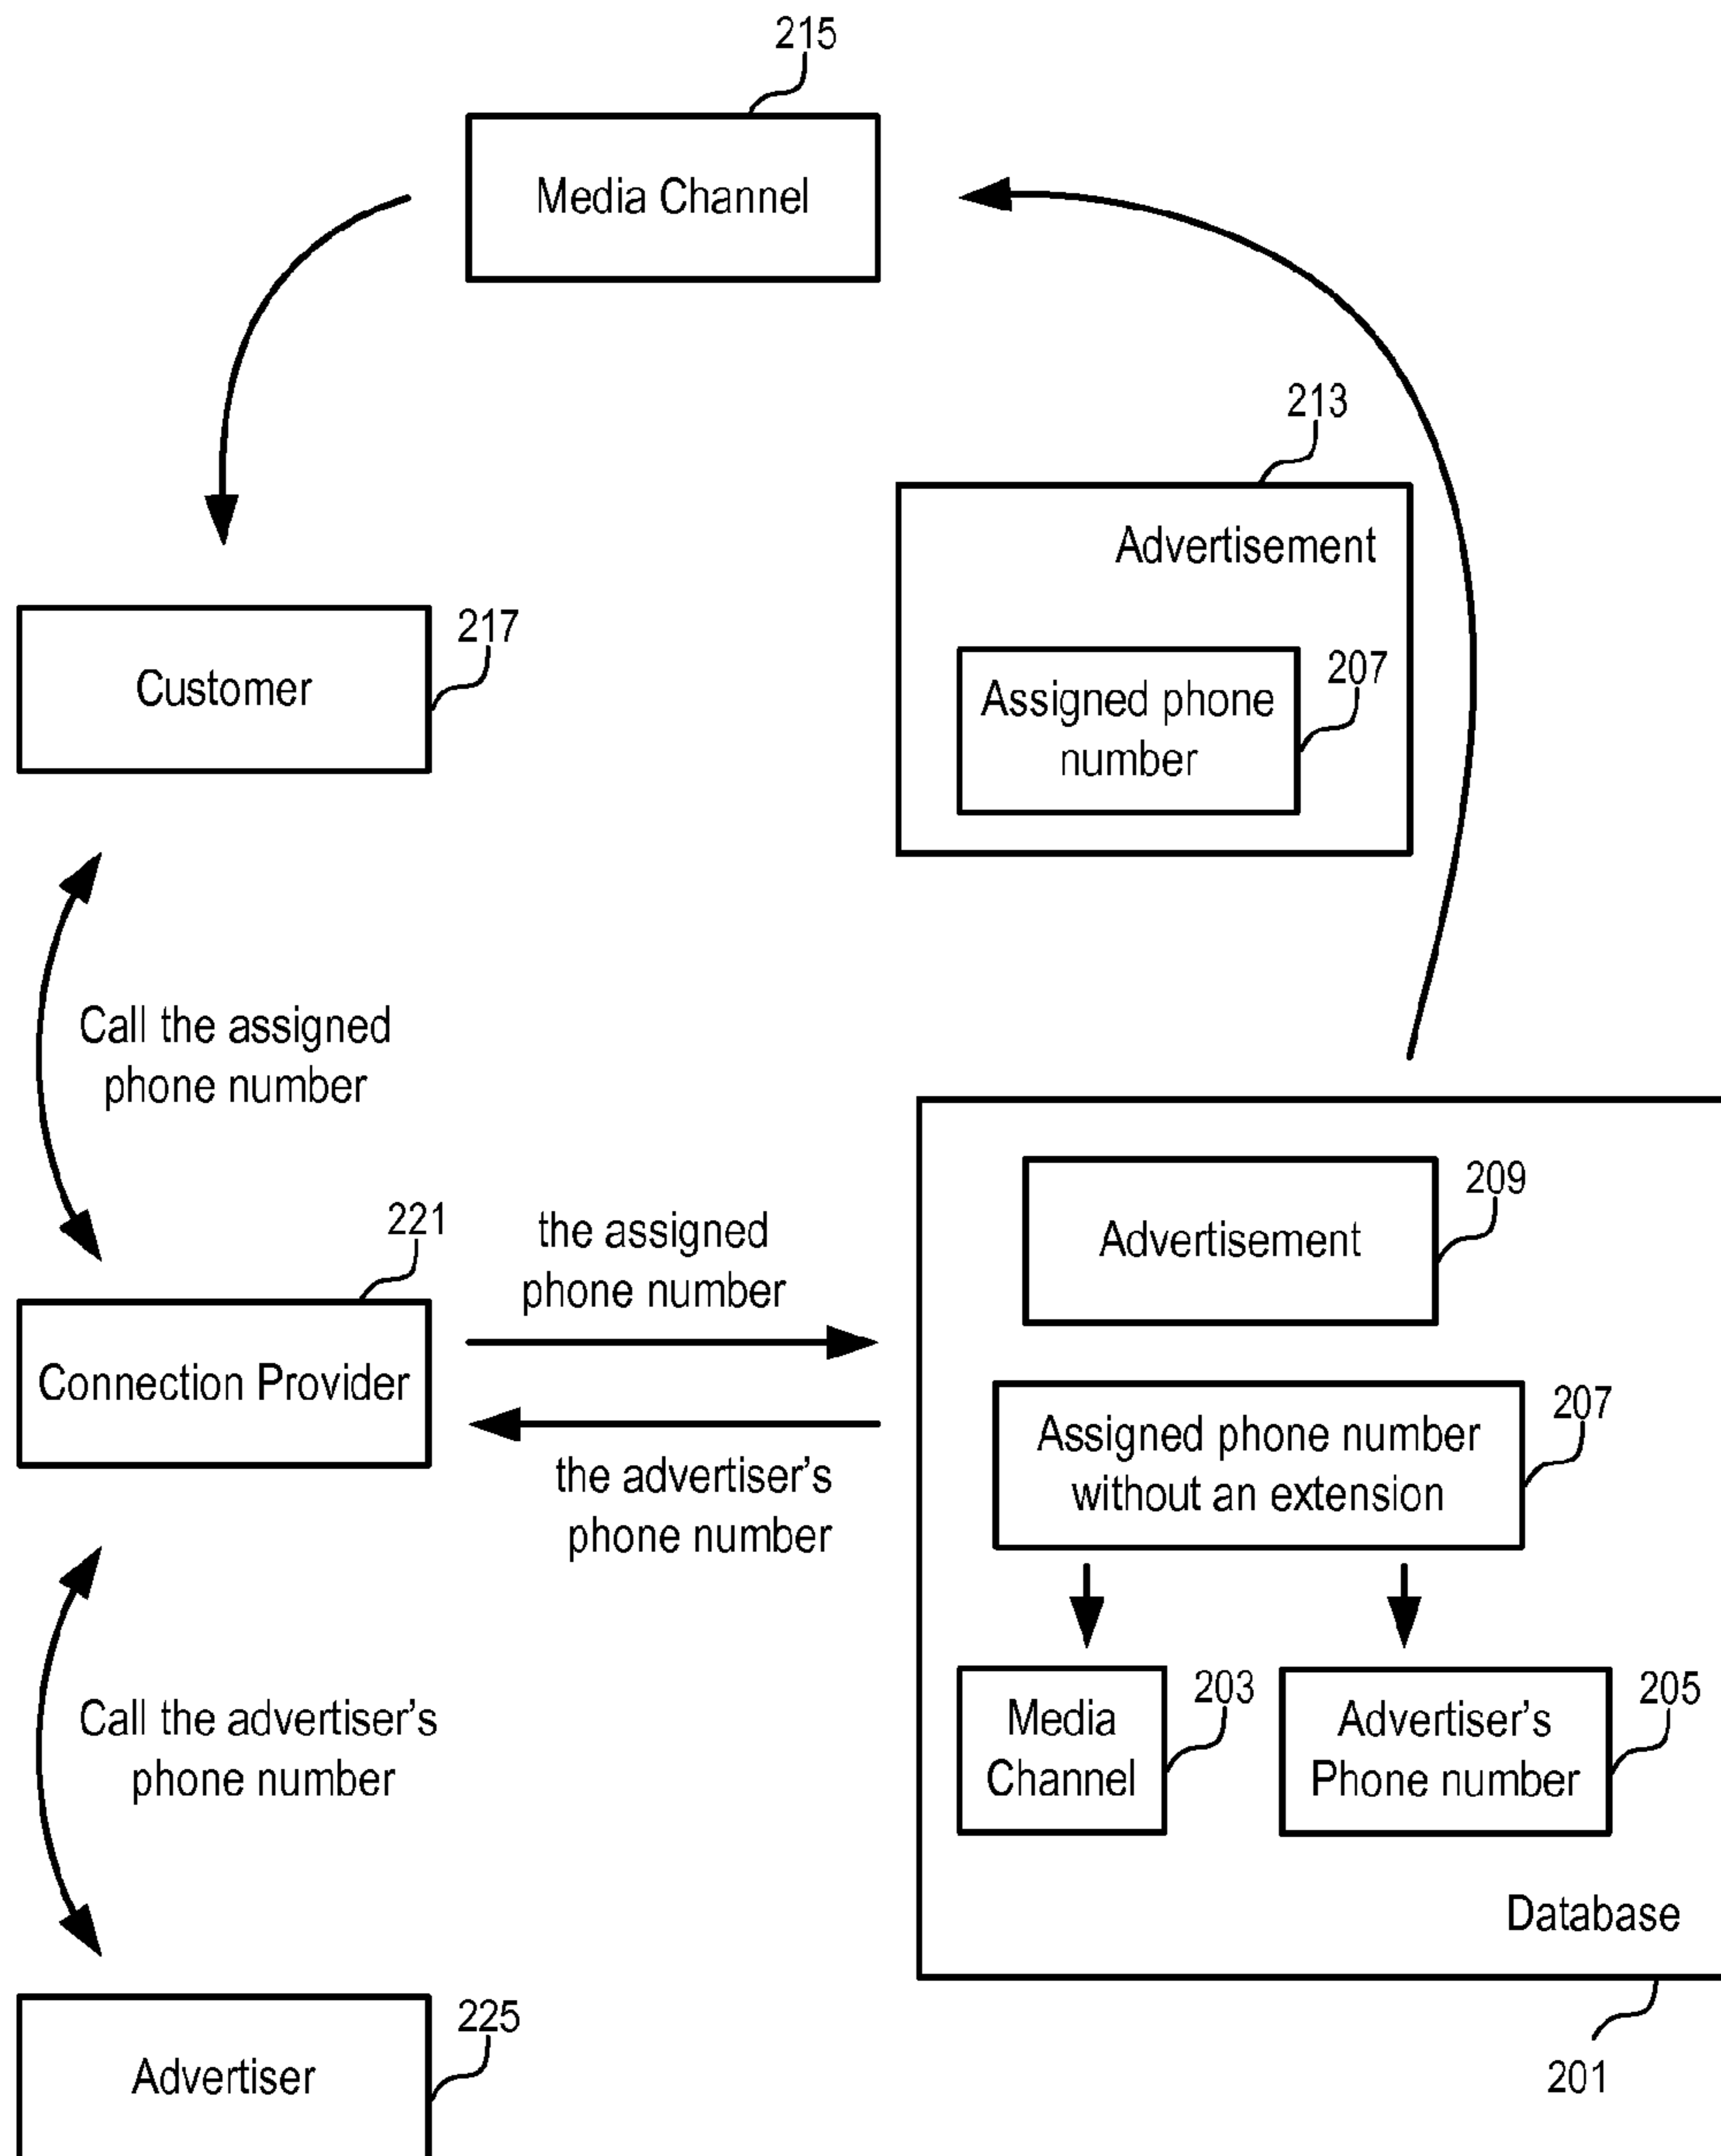 215
Media Channel
213
Advertisement
217
Customer
207
Assigned phone
number
Call the assigned
phone number
221
the assigned
phone number
209
Advertisement
Connection Provider
207
Assigned phone number
without an extension
the advertiser's
phone number
203
Media
Channel
205
Advertiser's
Phone number
Call the advertiser's
phone number
Database
225
Advertiser
201